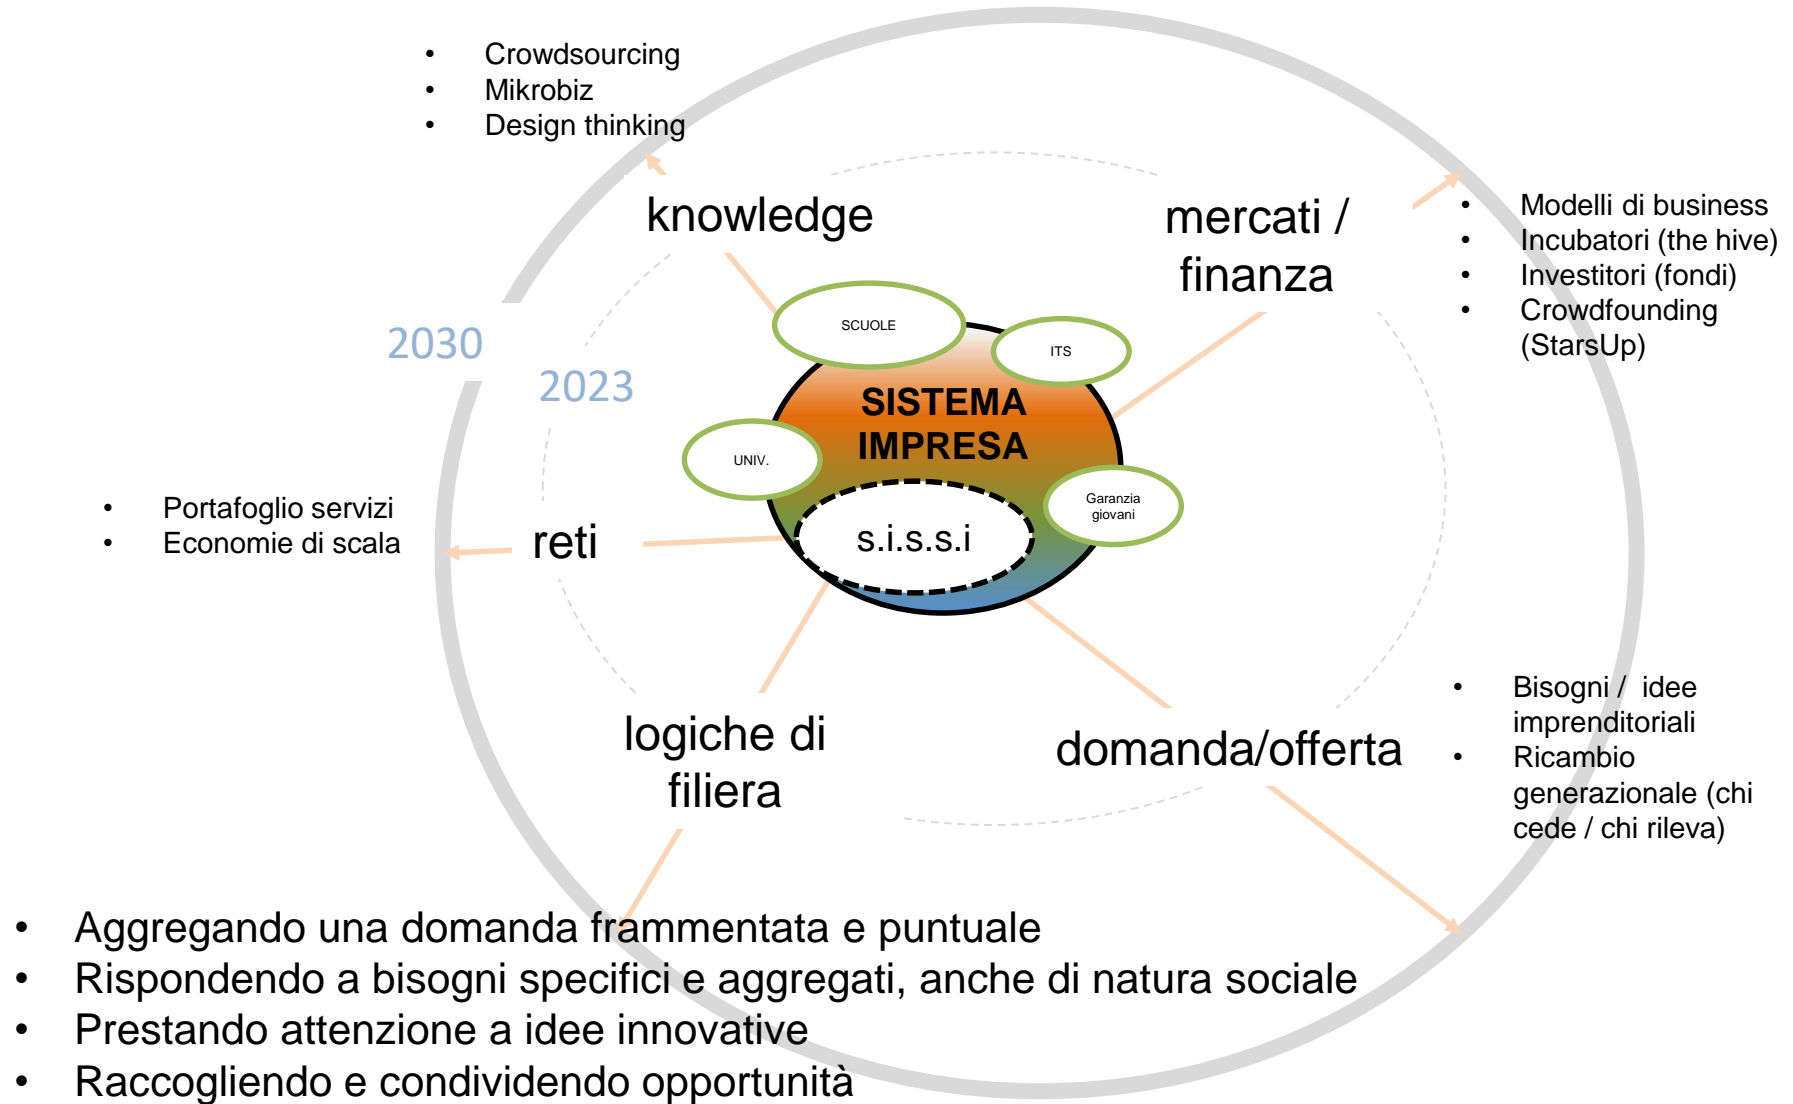 • Crowdsourcing
• Mikrobiz
• Design thinking
knowledge
mercati /
finanza
• Modelli di business
• Incubatori (the hive)
• Investitori (fondi)
• Crowdfounding
(StarsUp)
2030
2023
SCUOLE
ITS
SISTEMA
IMPRESA
UNIV.
Garanzia
giovani
s.i.s.s.i
• Portafoglio servizi
• Economie di scala
reti
logiche di
filiera
domanda/offerta
• Bisogni / idee
imprenditoriali
• Ricambio
generazionale (chi
cede / chi rileva)
• Aggregando una domanda frammentata e puntuale
• Rispondendo a bisogni specifici e aggregati, anche di natura sociale
• Prestando attenzione a idee innovative
• Raccogliendo e condividendo opportunità